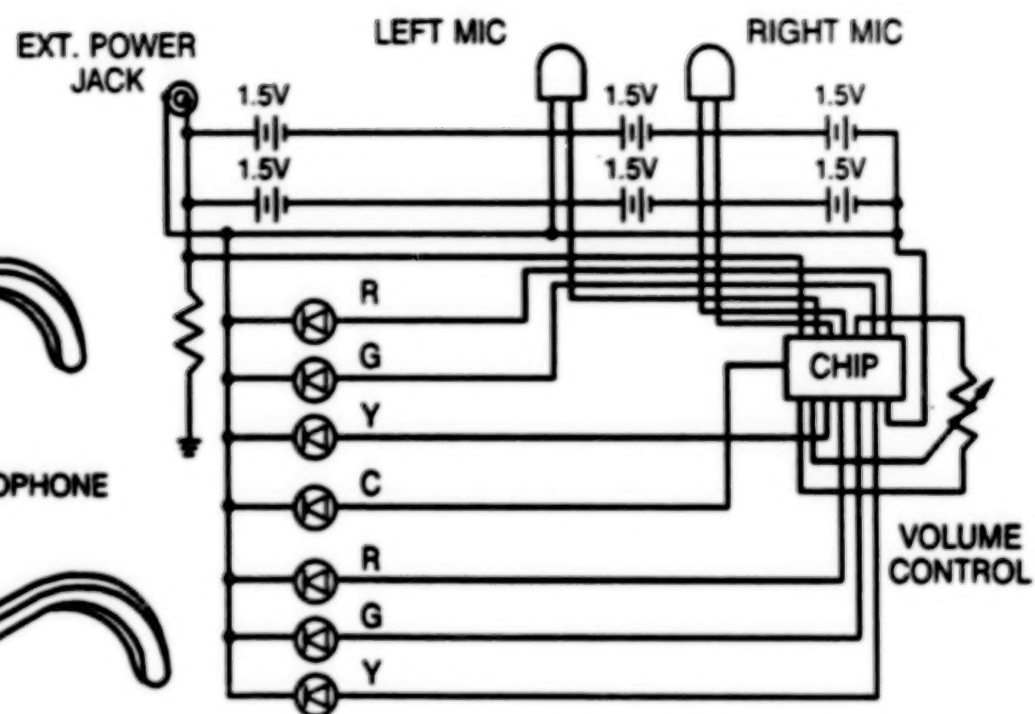 EXT. POWER
JACK
LEFT MIC
RIGHT MIC
1.5V
1.5V
1.5V
1.5V
1.5V
1.5V
R
G
CHIP
Y
C
OPHONE
VOLUME
CONTROL
R
G
Y